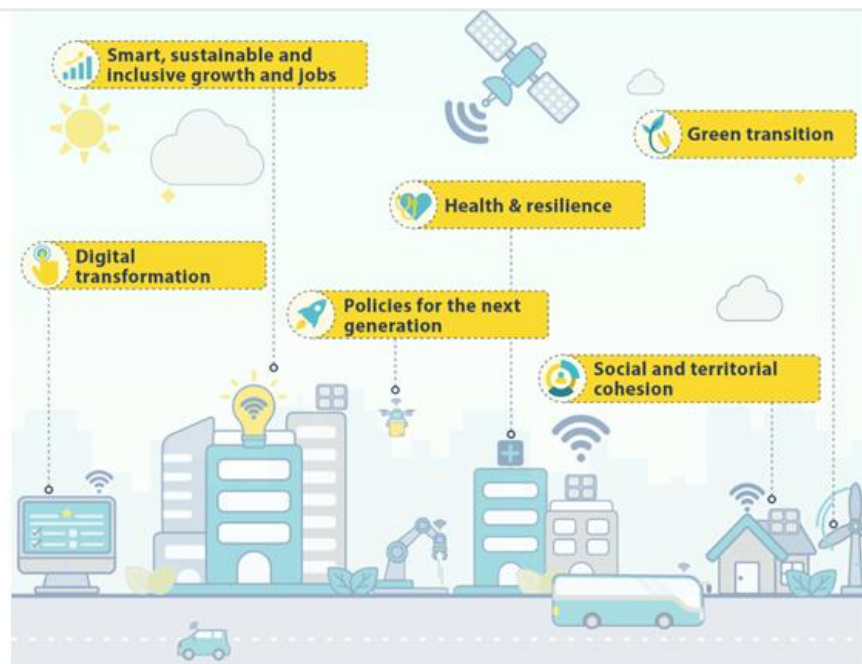 Smart, sustainable and
inclusive growth and jobs
Green transition
Health & resilience
Digital
transformation
Policies for the next
generation
Social and territorial
cohesion